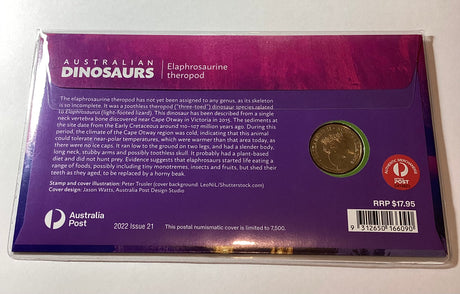 AUSTRALIAN
DINOSAURS
Elaphrosaurine
theropod
The elaphrosaurine theropod has not yet been assigned to any genus, as its skeleton
is so incomplete. It was a toothless theropod ("three-toed") dinosaur species related
to Elaphrosaurus (light-footed lizard). This dinosaur has been described from a single
neck vertebra bone discovered near Cape Otway in Victoria in 2015. The sediments at
the site date from the Early Cretaceous around 110–107 million years ago. During this
period, the climate of the Cape Otway region was cold, indicating that this animal
could tolerate near-polar temperatures, which were warmer than that area today, as
there were no ice caps. It ran low to the ground on two legs, and had a slender body,
long neck, stubby arms and possibly toothless skull. It probably had a plant-based
diet and did not hunt prey. Evidence suggests that elaphrosaurs started life eating a
range of foods, possibly including tiny monotremes, insects and fruits, but shed their
teeth as they aged, to be replaced by a horny beak.
Stamp and cover illustration: Peter Trusler (cover background: LeoNiL/Shutterstock.com)
Cover design: Jason Watts, Australia Post Design Studio
AUTHENTIC MERCHANDISE
POST
Australia
Post
2022 Issue 21
This postal numismatic cover is limited to 7,500.
RRP $17.95
9 312650 166090